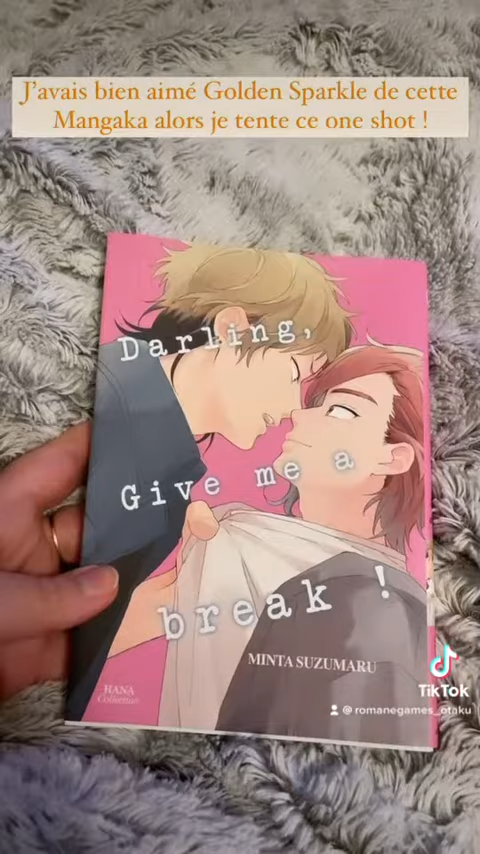 J'avais bien aimé Golden Sparkle de cette
Mangaka alors je tente ce one shot !
Darling,
Give me a
break !
MINTA SUZUMARU
HANA
Collection
TikTok
@romanegames_otaku